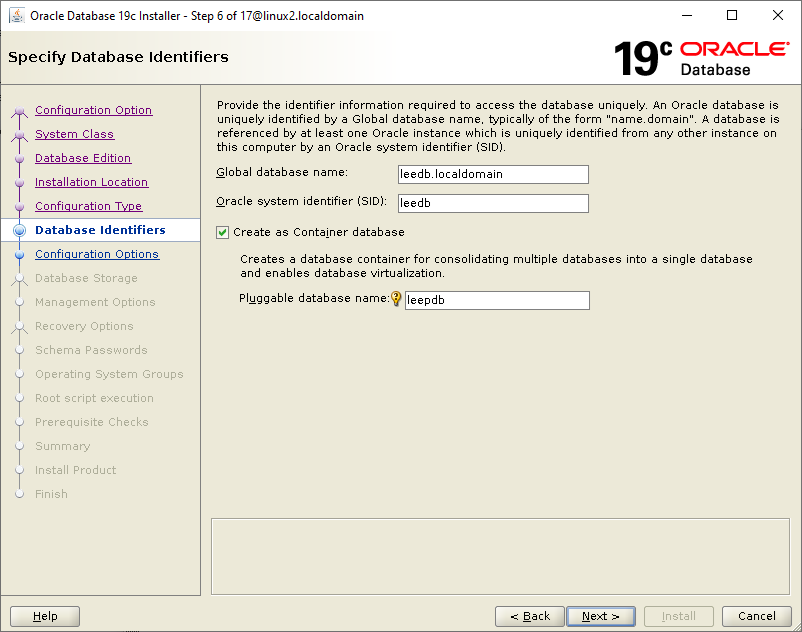 Oracle Database 19c Installer - Step 6 of 17@linux2.localdomain
Specify Database Identifiers
19c ORACLE
Database
Configuration Option
System Class
Database Edition
Installation Location
Configuration Type
Database Identifiers
Configuration Options
Database Storage
Management Options
Recovery Options
Schema Passwords
Operating System Groups
Root script execution
Prerequisite Checks
Summary
Install Product
Finish
Provide the identifier information required to access the database uniquely. An Oracle database is
uniquely identified by a Global database name, typically of the form "name.domain". A database is
referenced by at least one Oracle instance which is uniquely identified from any other instance on
this computer by an Oracle system identifier (SID).
Global database name: leedb.localdomain
Oracle system identifier (SID): leedb
Create as Container database
Creates a database container for consolidating multiple databases into a single database
and enables database virtualization.
Pluggable database name: leepdb
Help < Back Next > Install Cancel